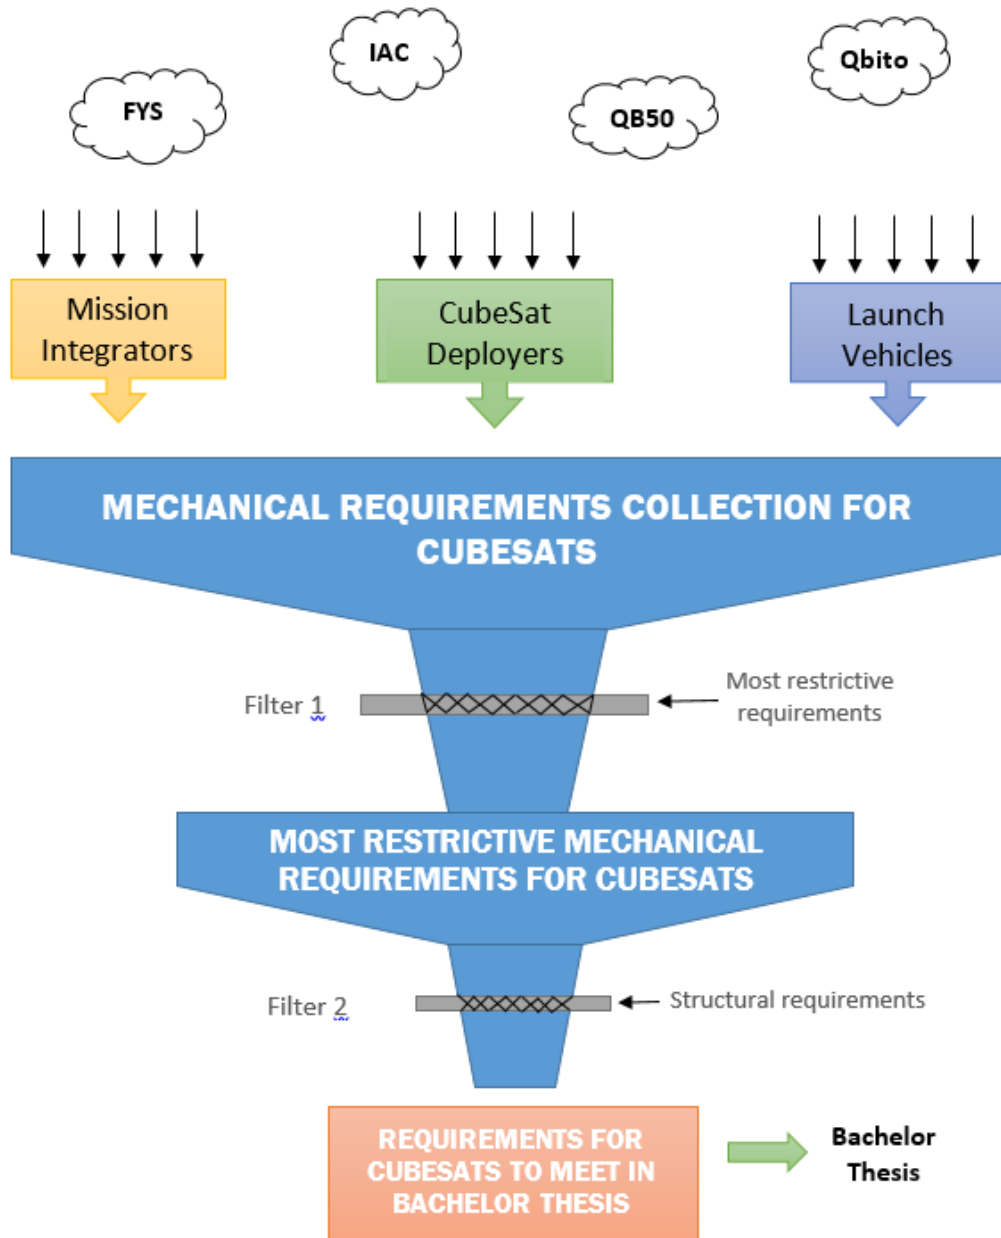 IAC
Qbito
FYS
QB50
Mission
Integrators
CubeSat
Deployers
Launch
Vehicles
MECHANICAL REQUIREMENTS COLLECTION FOR
CUBESATS
Filter 1
Most restrictive
requirements
MOST RESTRICTIVE MECHANICAL
REQUIREMENTS FOR CUBESATS
Filter 2
Structural requirements
REQUIREMENTS FOR
CUBESATS TO MEET IN
BACHELOR THESIS
Bachelor
Thesis